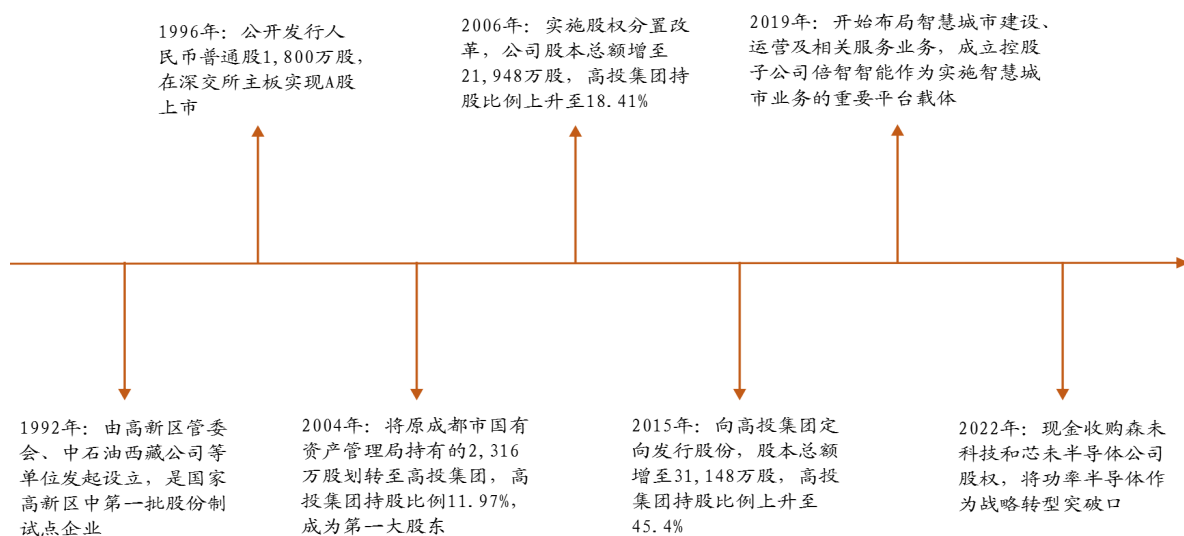 1996年：公开发行人
民币普通股1,800万股，
在深交所主板实现A股
上市
2006年：实施股权分置改
革，公司股本总额增至
21,948万股，高投集团持
股比例上升至18.41%
2019年：开始布局智慧城市建设、
运营及相关服务业务，成立控股
子公司倍智智能作为实施智慧城
市业务的重要平台载体
1992年：由高新区管委
会、中石油西藏公司等
单位发起设立，是国家
高新区中第一批股份制
试点企业
2004年：将原成都市国有
资产管理局持有的2,316
万股划转至高投集团，高
投集团持股比例11.97%，
成为第一大股东
2015年：向高投集团定
向发行股份，股本总额
增至31,148万股，高投
集团持股比例上升至
45.4%
2022年：现金收购森未
科技和芯未半导体公司
股权，将功率半导体作
为战略转型突破口